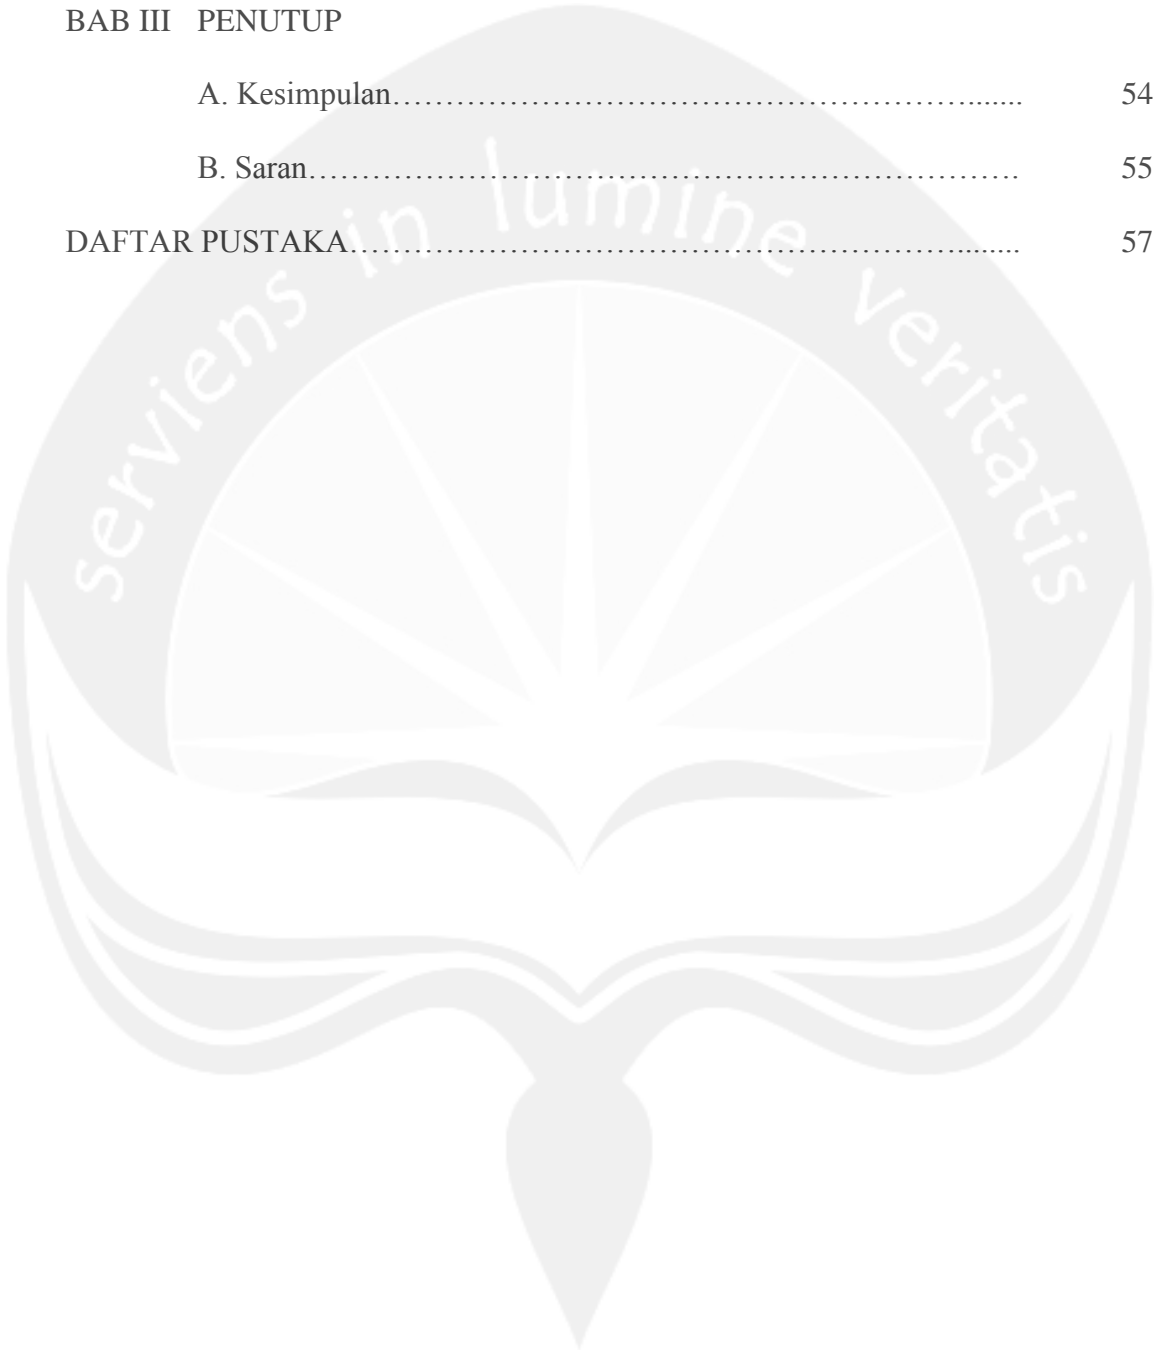 BAB III PENUTUP
A. Kesimpulan………………………………………………....... 54
B. Saran…………………………………………………………. 55
DAFTAR PUSTAKA…………………………………………………...... 57
serviens in lumine veritatis